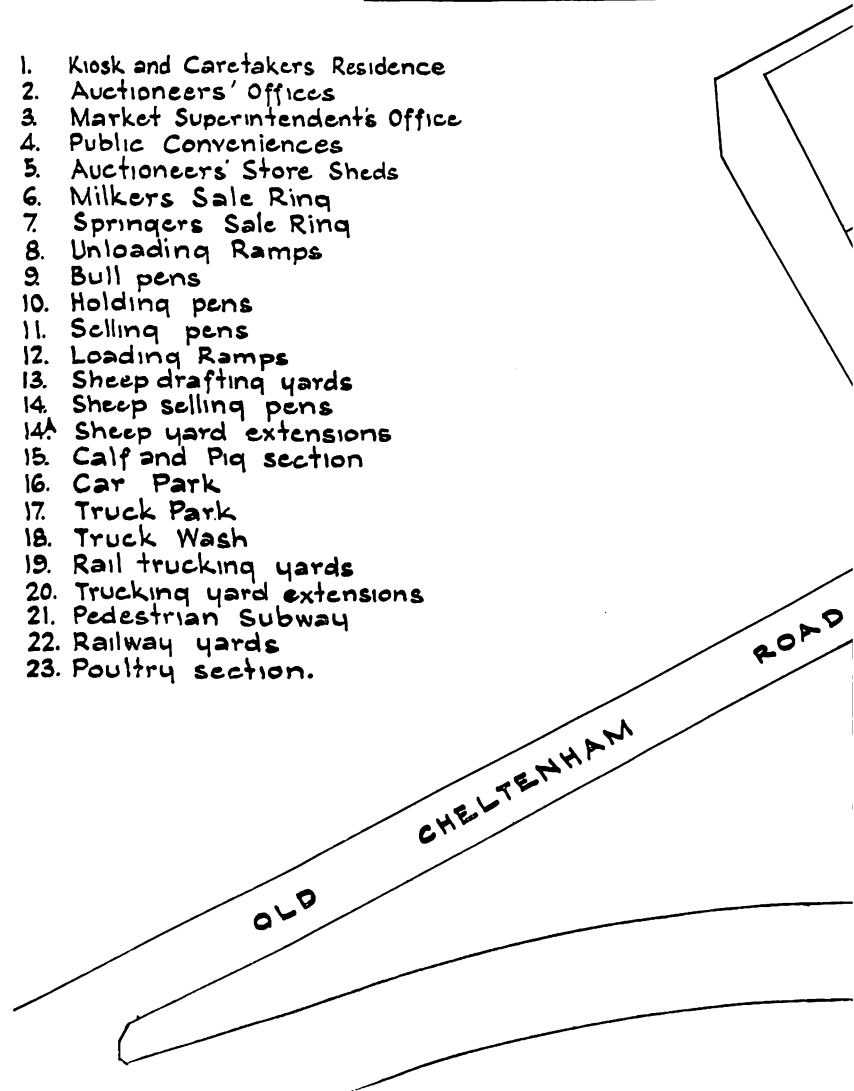 1. Kiosk and Caretakers Residence
2. Auctioneers' Offices
3. Market Superintendent's Office
4. Public Conveniences
5. Auctioneers' Store Sheds
6. Milkers Sale Ring
7. Springers Sale Ring
8. Unloading Ramps
9. Bull pens
10. Holding pens
11. Selling pens
12. Loading Ramps
13. Sheep drafting yards
14. Sheep selling pens
14A Sheep yard extensions
15. Calf and Pig section
16. Car Park
17. Truck Park
18. Truck Wash
19. Rail trucking yards
20. Trucking yard extensions
21. Pedestrian Subway
22. Railway yards
23. Poultry section.
OLD CHELTENHAM ROAD